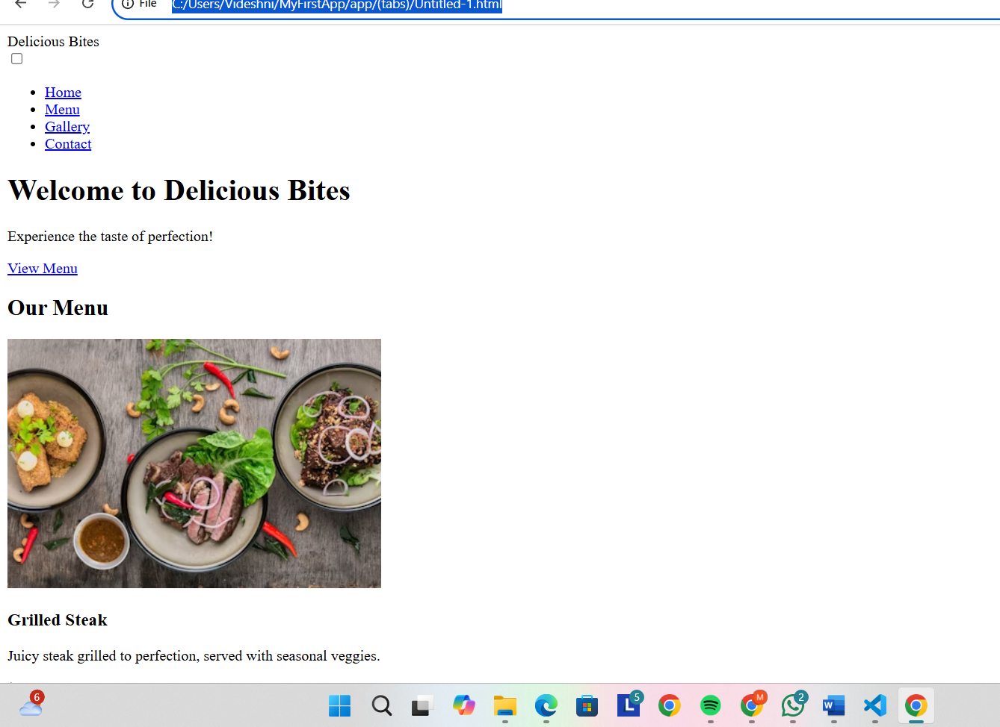 File
C:/Users/Videshni/MyFirstApp/app/(tabs)/Untitled-1.html
Delicious Bites
Home
Menu
Gallery
Contact
Welcome to Delicious Bites
Experience the taste of perfection!
View Menu
Our Menu
Grilled Steak
Juicy steak grilled to perfection, served with seasonal veggies.
6
L
5
M
2
W